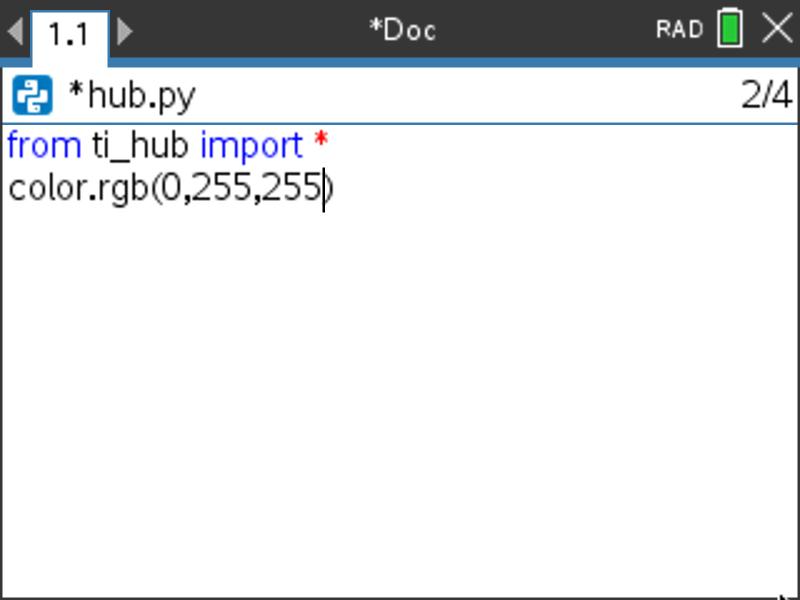 1.1
*Doc
RAD
*hub.py
2/4
from ti_hub import *
color.rgb(0,255,255)